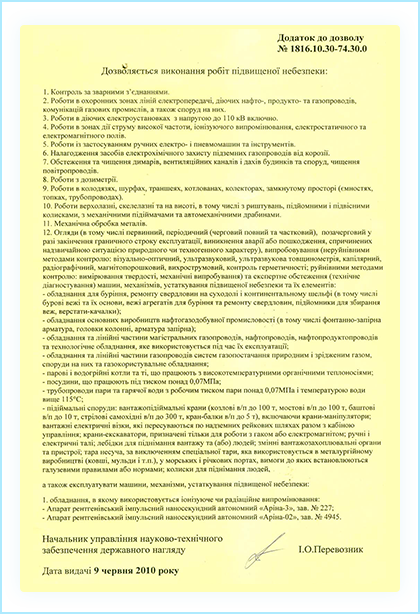 Додаток до дозволу
№ 1816.10.30-74.30.0
Дозволяється виконання робіт підвищеної небезпеки:
1. Контроль за зварними з’єднаннями.
2. Роботи в охоронних зонах ліній електропередачі, діючих нафто-, продукто- та газопроводів,
комунікацій газових промислів, а також споруд на них.
3. Роботи в діючих електроустановках з напругою до 110 кВ включно.
4. Роботи в зонах дії струму високої частоти, іонізуючого випромінювання, електростатичного та
електромагнітного полів.
5. Роботи із застосуванням ручних електро- і пневмомашин та інструментів.
6. Налагодження засобів електрохімічного захисту підземних газопроводів від корозії.
7. Обстеження та чищення димарів, вентиляційних каналів і дахів будинків та споруд, чищення
повітропроводів.
8. Роботи з дозиметрії.
9. Роботи в колодязях, шурфах, траншеях, котлованах, колекторах, замкнутому просторі (ємностях,
топках, трубопроводах).
10. Роботи верхолазні, скелелазні та на висоті, в тому числі з риштувань, підйомними і підвісними
колисками, з механічними підіймачами та автомеханічними драбинами.
11. Механічна обробка металів.
12. Огляди (в тому числі первинний, періодичний (черговий повний та частковий), позачерговий у
разі закінчення граничного строку експлуатації, виникнення аварії або пошкодження, спричинених
надзвичайною ситуацією природного чи техногенного характеру), випробування (неруйнівними
методами контролю: візуально-оптичний, ультразвуковий, ультразвукова товщинометрія, капілярний,
радіографічний, магнітопорошковий, вихрострумовий, контроль герметичності; руйнівними методами
контролю: вимірювання твердості, механічні випробування) та експертне обстеження (технічне
діагностування) машин, механізмів, устаткування підвищеної небезпеки та їх елементів:
- обладнання для буріння, ремонту свердловин на суходолі і континентальному шельфі (в тому числі
бурові вежі та їх основи, вежі агрегатів для буріння та ремонту свердловин, підйомники для збирання
веж, верстати-качалки);
- обладнання основних виробництв нафтогазодобувної промисловості (в тому числі фонтанно-запірна
арматура, головки колонні, арматура запірна);
- обладнання та лінійні частини магістральних газопроводів, нафтопроводів, нафтопродуктопроводів
та технологічне обладнання, яке використовується під час їх експлуатації;
- обладнання та лінійні частини газопроводів систем газопостачання природним і зрідженим газом,
споруди на них та газокористувальне обладнання;
- парові і водогрійні котли та ті, що працюють з високотемпературними органічними теплоносіями;
- посудини, що працюють під тиском понад 0,07МПа;
- трубопроводи пари та гарячої води з робочим тиском пари понад 0,07МПа і температурою води
вище 115°С;
- підіймальні споруди: вантажопідіймальні крани (козлові в/п до 100 т, мостові в/п до 100 т, баштові
в/п до 10 т, стрілові самохідні в/п до 300 т, кран-балки в/п до 5 т), включаючи крани-маніпулятори;
вантажні електричні візки, які пересуваються по надземних рейкових шляхах разом з кабіною
управління; крани-екскаватори, призначені тільки для роботи з гаком або електромагнітом; ручні і
електричні талі; лебідки для піднімання вантажу та (або) людей; знімні вантажозахоплювальні органи
та пристрої; тара несуча, за виключенням спеціальної тари, яка використовується в металургійному
виробництві (ковші, мульди і т.п.), у морських і річкових портах, вимоги до яких встановлюються
галузевими правилами або нормами; колиски для піднімання людей,
а також експлуатувати машини, механізми, устаткування підвищеної небезпеки:
1. обладнання, в якому використовується іонізуюче чи радіаційне випромінювання:
- Апарат рентгенівський імпульсний наносекундний автономний «Аріна-3», зав. № 227;
- Апарат рентгенівський імпульсний наносекундний автономний «Аріна-02», зав. № 4945.
Начальник управління науково-технічного
забезпечення державного нагляду
І.О.Перевозник
Дата видачі 9 червня 2010 року